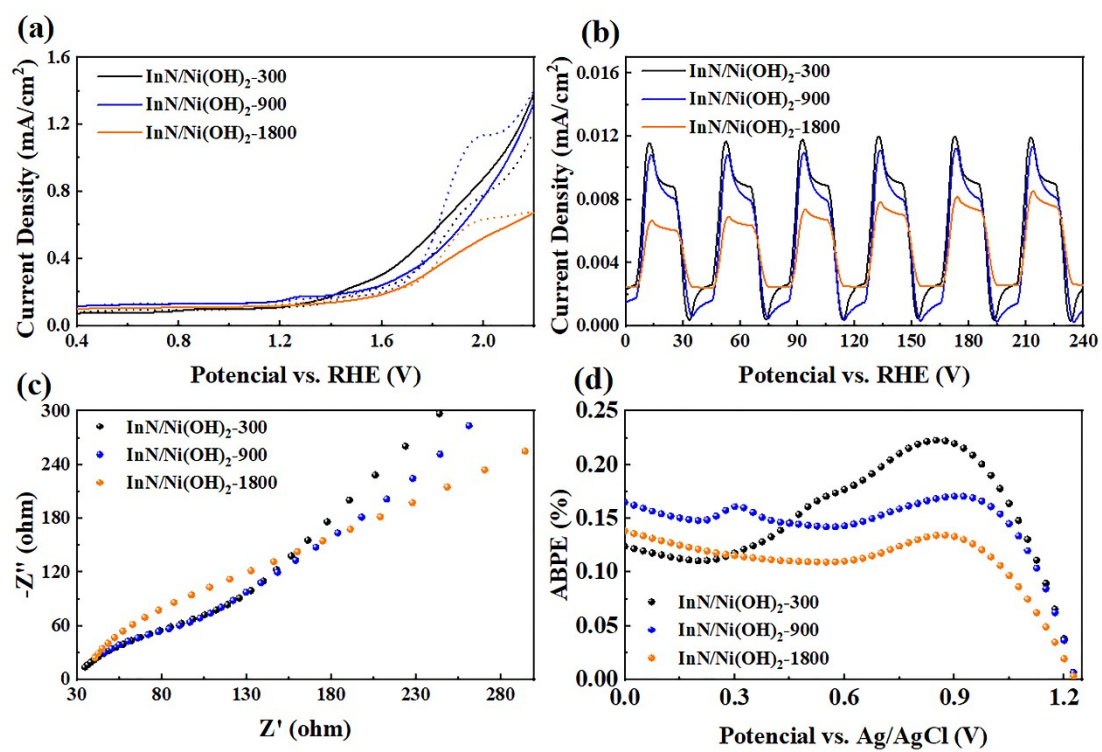 (a)
Current Density (mA/cm²)
1.6
1.2
0.8
0.4
0.0
InN/Ni(OH)₂-300
InN/Ni(OH)₂-900
InN/Ni(OH)₂-1800
0.4 0.8 1.2 1.6 2.0
Potencial vs. RHE (V)
(b)
Current Density (mA/cm²)
0.016
0.012
0.008
0.004
0.000
InN/Ni(OH)₂-300
InN/Ni(OH)₂-900
InN/Ni(OH)₂-1800
0 30 60 90 120 150 180 210 240
Potencial vs. RHE (V)
(c)
-Z'' (ohm)
300
240
180
120
60
0
InN/Ni(OH)₂-300
InN/Ni(OH)₂-900
InN/Ni(OH)₂-1800
30 80 130 180 230 280
Z' (ohm)
(d)
ABPE (%)
0.25
0.20
0.15
0.10
0.05
0.00
InN/Ni(OH)₂-300
InN/Ni(OH)₂-900
InN/Ni(OH)₂-1800
0.0 0.3 0.6 0.9 1.2
Potencial vs. Ag/AgCl (V)